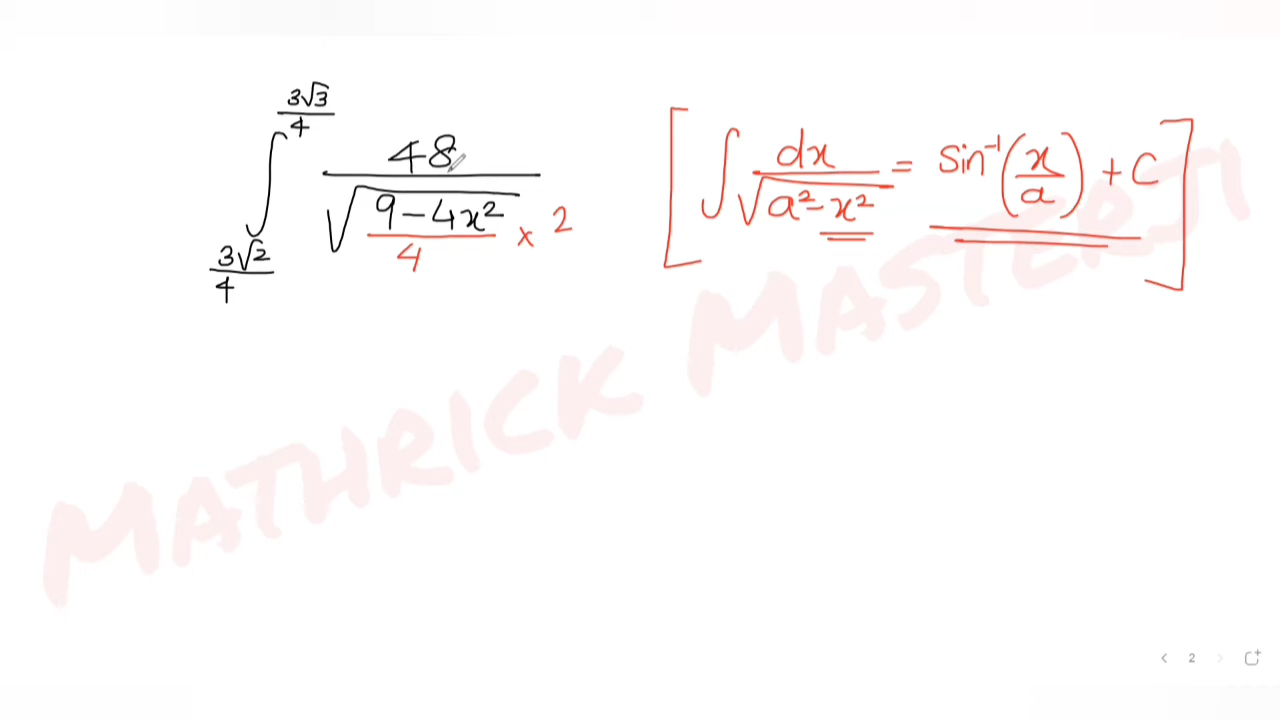 ∫_{3√2/4}^{3√3/4} 48 / (√((9-4x²)/4) × 2)
[∫ dx/√(a²-x²) = sin⁻¹(x/a) + C]
MATHRICK MASTERJI
2